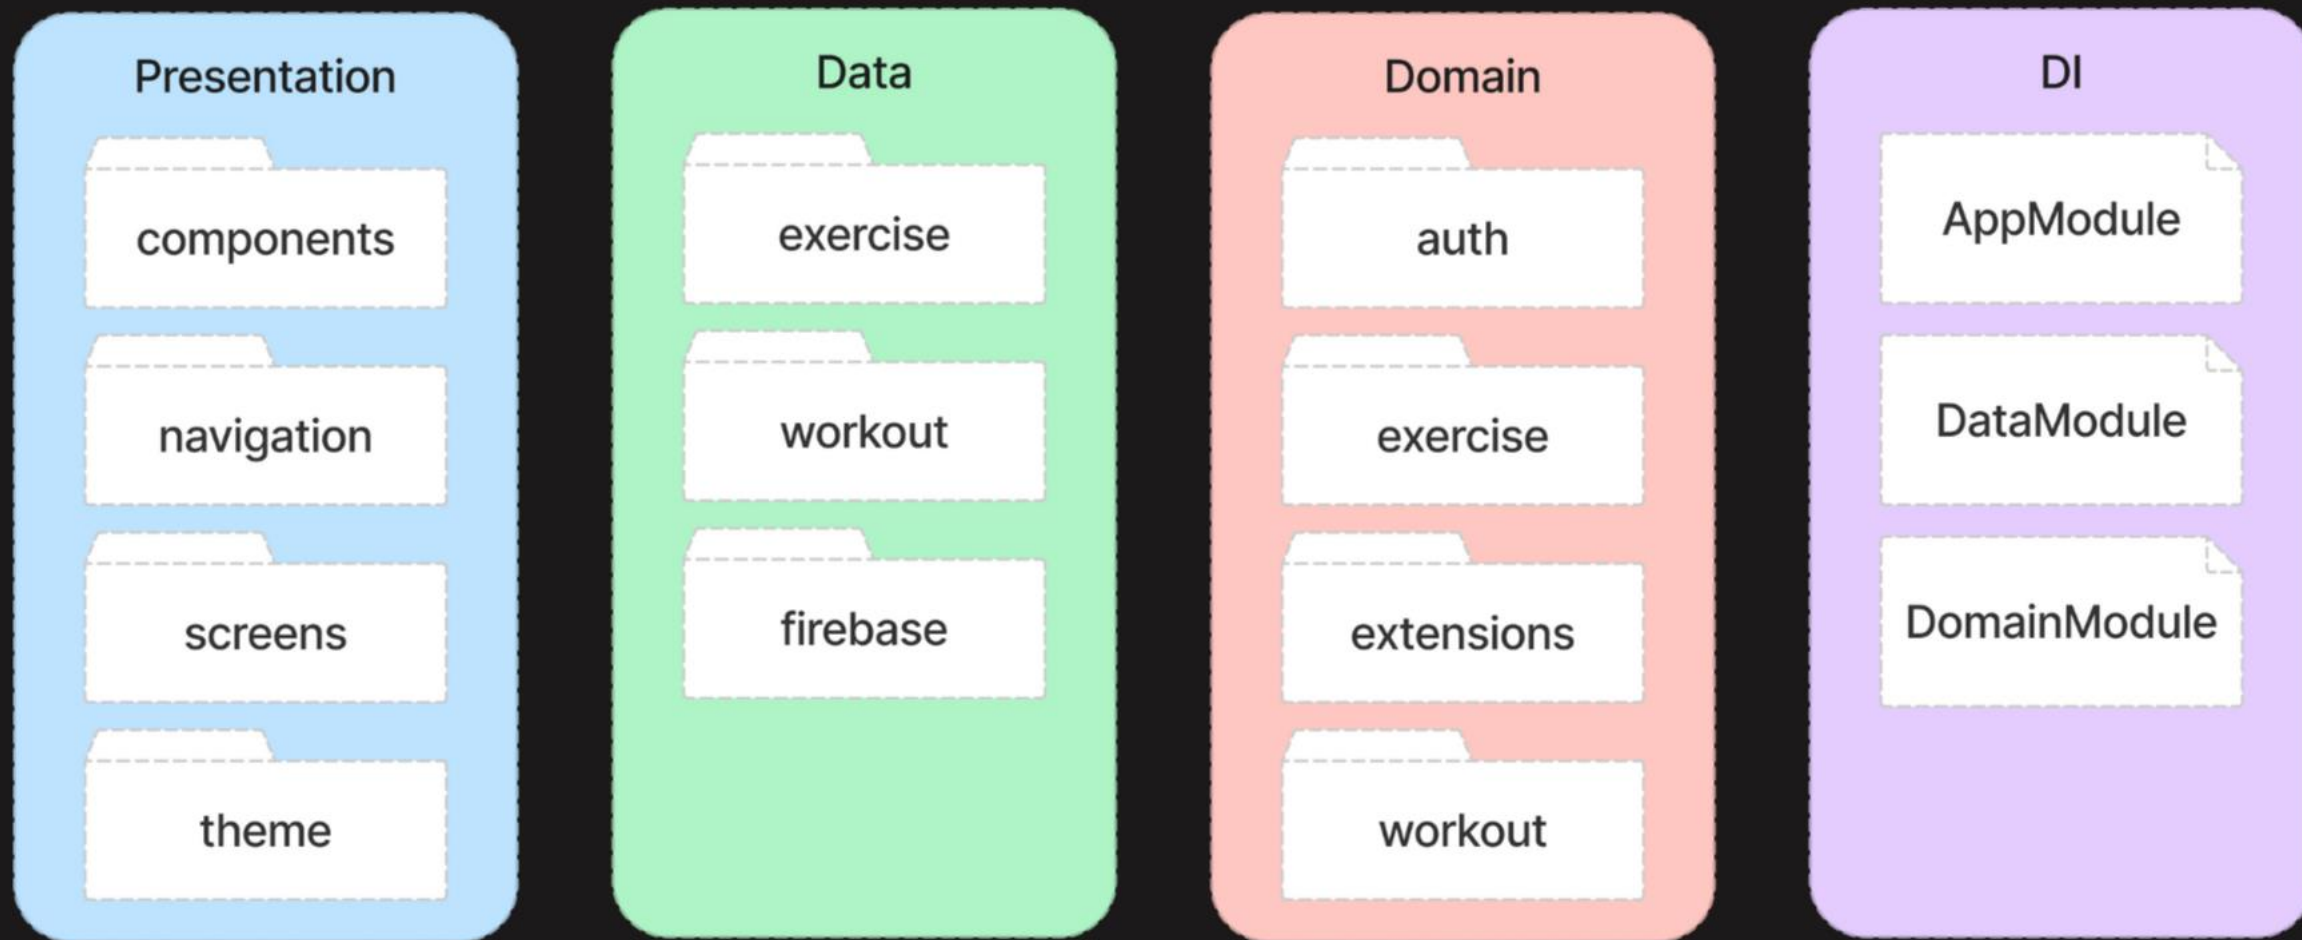 Presentation
components
navigation
screens
theme
Data
exercise
workout
firebase
Domain
auth
exercise
extensions
workout
DI
AppModule
DataModule
DomainModule